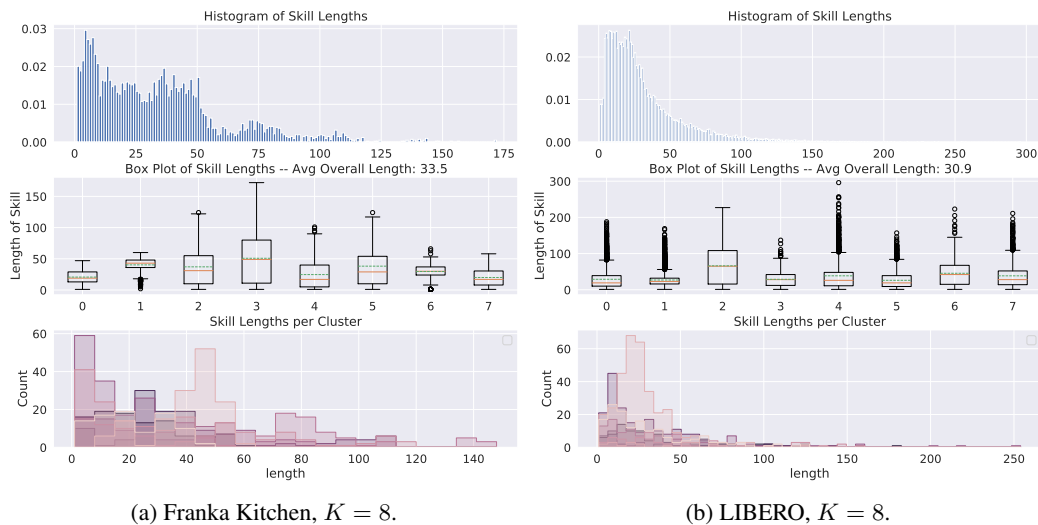 Histogram of Skill Lengths
0.03
0.02
0.01
0.00
0 25 50 75 100 125 150 175
Box Plot of Skill Lengths -- Avg Overall Length: 33.5
Length of Skill
150
100
50
0
0 1 2 3 4 5 6 7
Skill Lengths per Cluster
Count
60
40
20
0
0 20 40 60 80 100 120 140
length
(a) Franka Kitchen, K = 8.
Histogram of Skill Lengths
0.02
0.01
0.00
0 50 100 150 200 250 300
Box Plot of Skill Lengths -- Avg Overall Length: 30.9
Length of Skill
300
200
100
0
0 1 2 3 4 5 6 7
Skill Lengths per Cluster
Count
60
40
20
0
0 50 100 150 200 250
length
(b) LIBERO, K = 8.